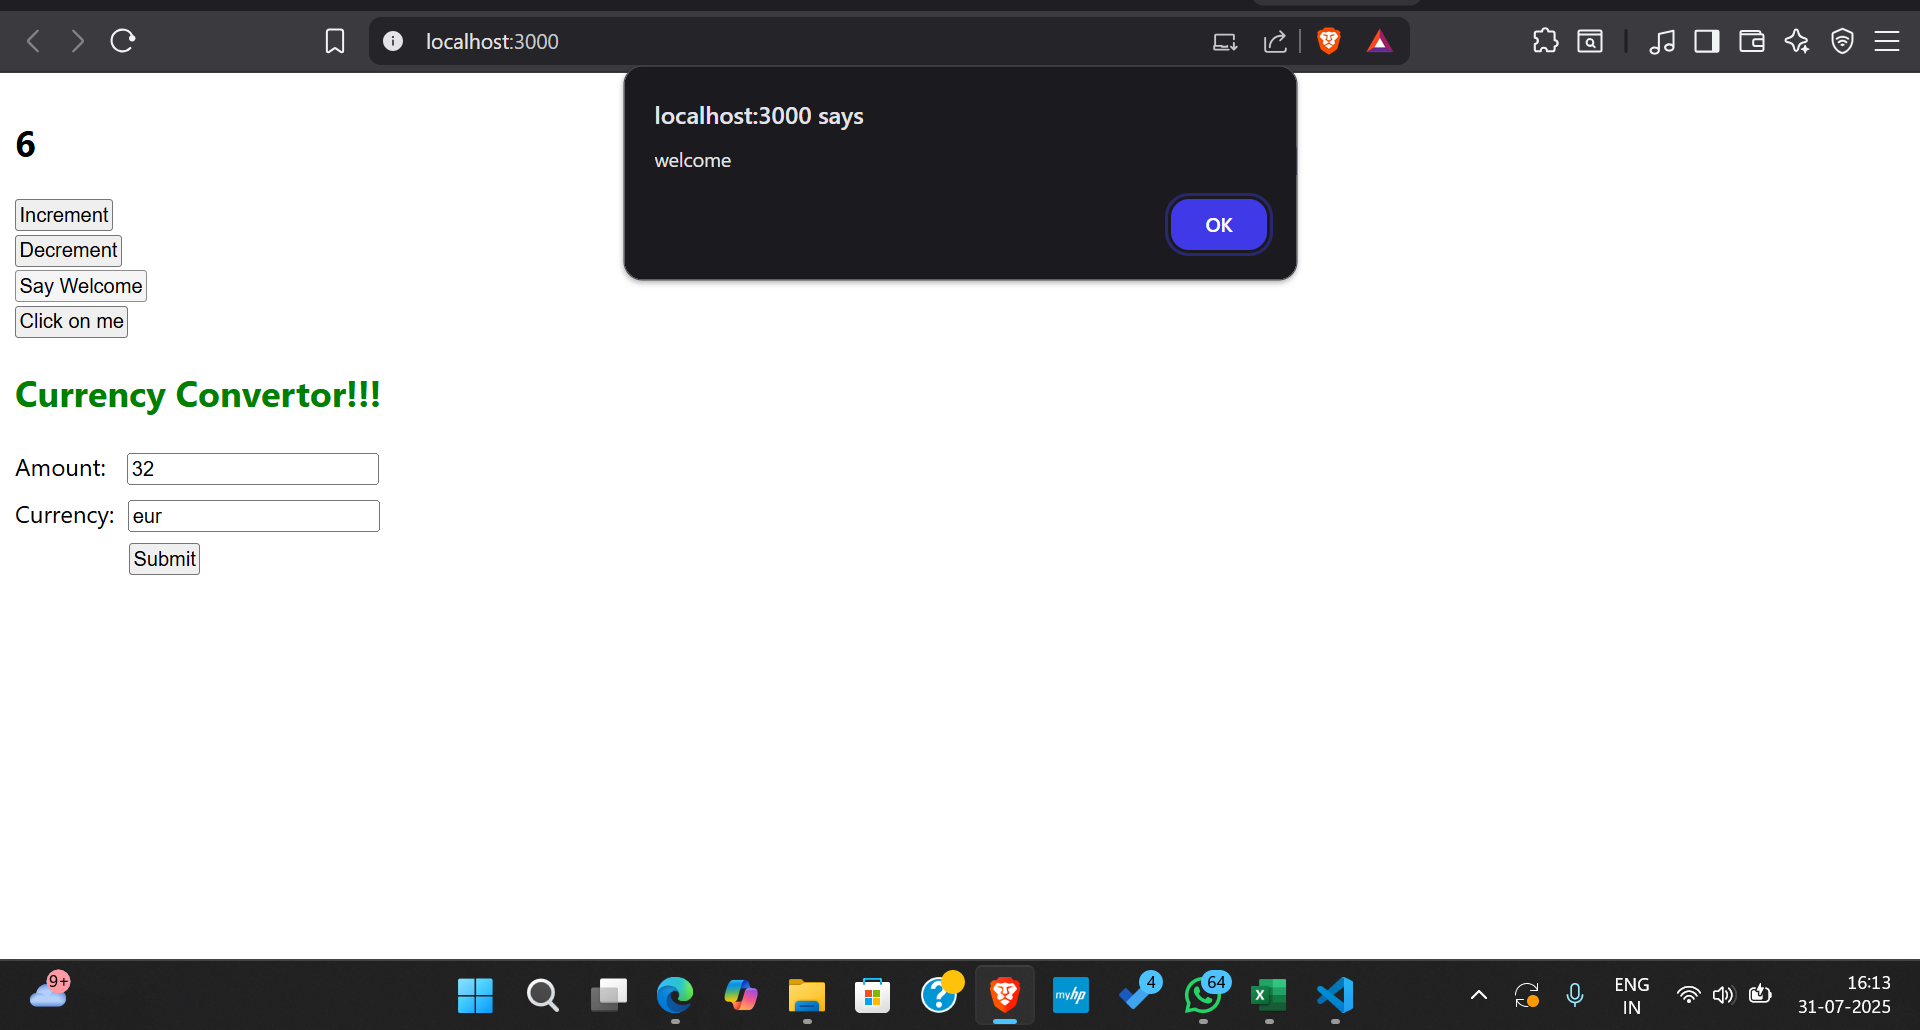 localhost:3000
localhost:3000 says
welcome
OK
6
Increment
Decrement
Say Welcome
Click on me
Currency Convertor!!!
Amount: 32
Currency: eur
Submit
9+
myhp
4
64
ENG
IN
16:13
31-07-2025